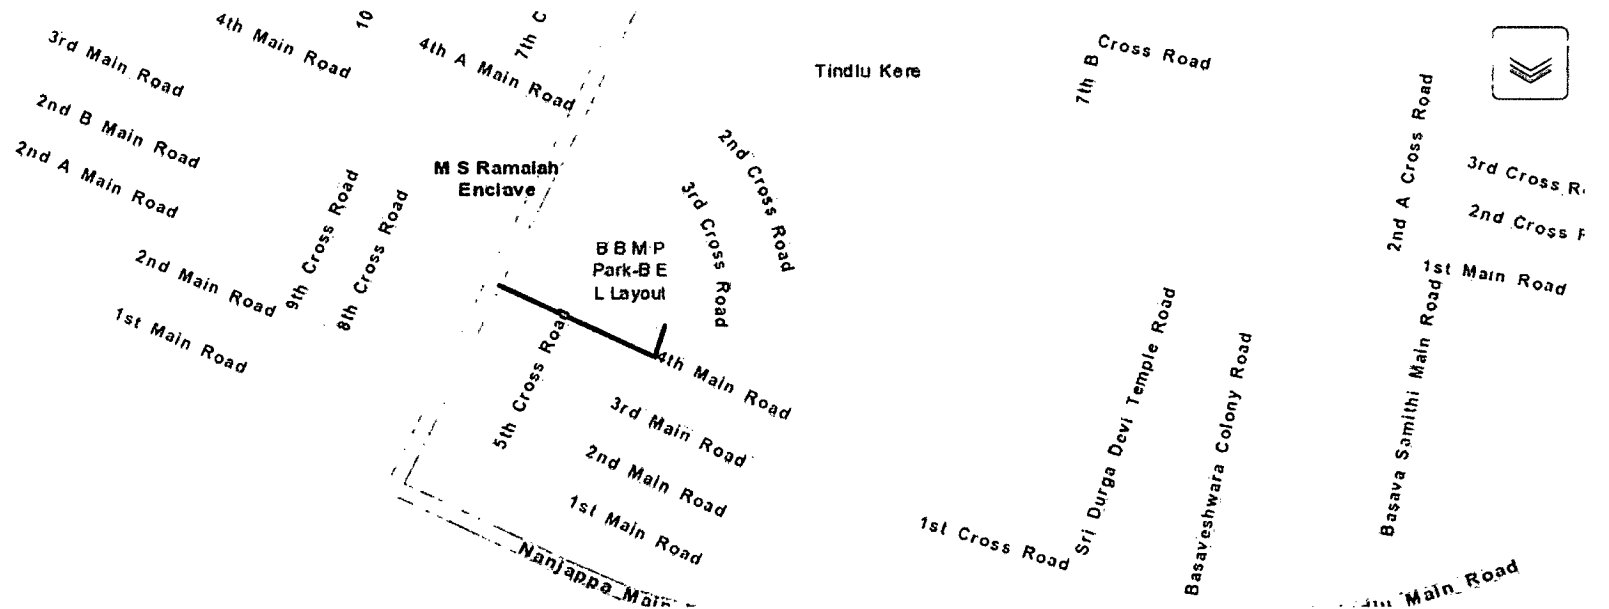 10
7th C
4th Main Road
3rd Main Road
4th A Main Road
7th B
Cross Road
Tindlu Kere
2nd B Main Road
2nd A Main Road
M S Ramaiah
Enclave
2nd Cross Road
3rd Cross Road
2nd A Cross Road
3rd Cross R
2nd Cross
9th Cross Road
8th Cross Road
B B M P
Park-B E
L Layout
2nd Main Road
1st Main Road
1st Main Road
5th Cross Road
4th Main Road
3rd Main Road
2nd Main Road
1st Main Road
Sri Durga Devi Temple Road
Basaveshwara Colony Road
Basava Samithi Main Road
1st Cross Road
Nanjappa Main
Main Road